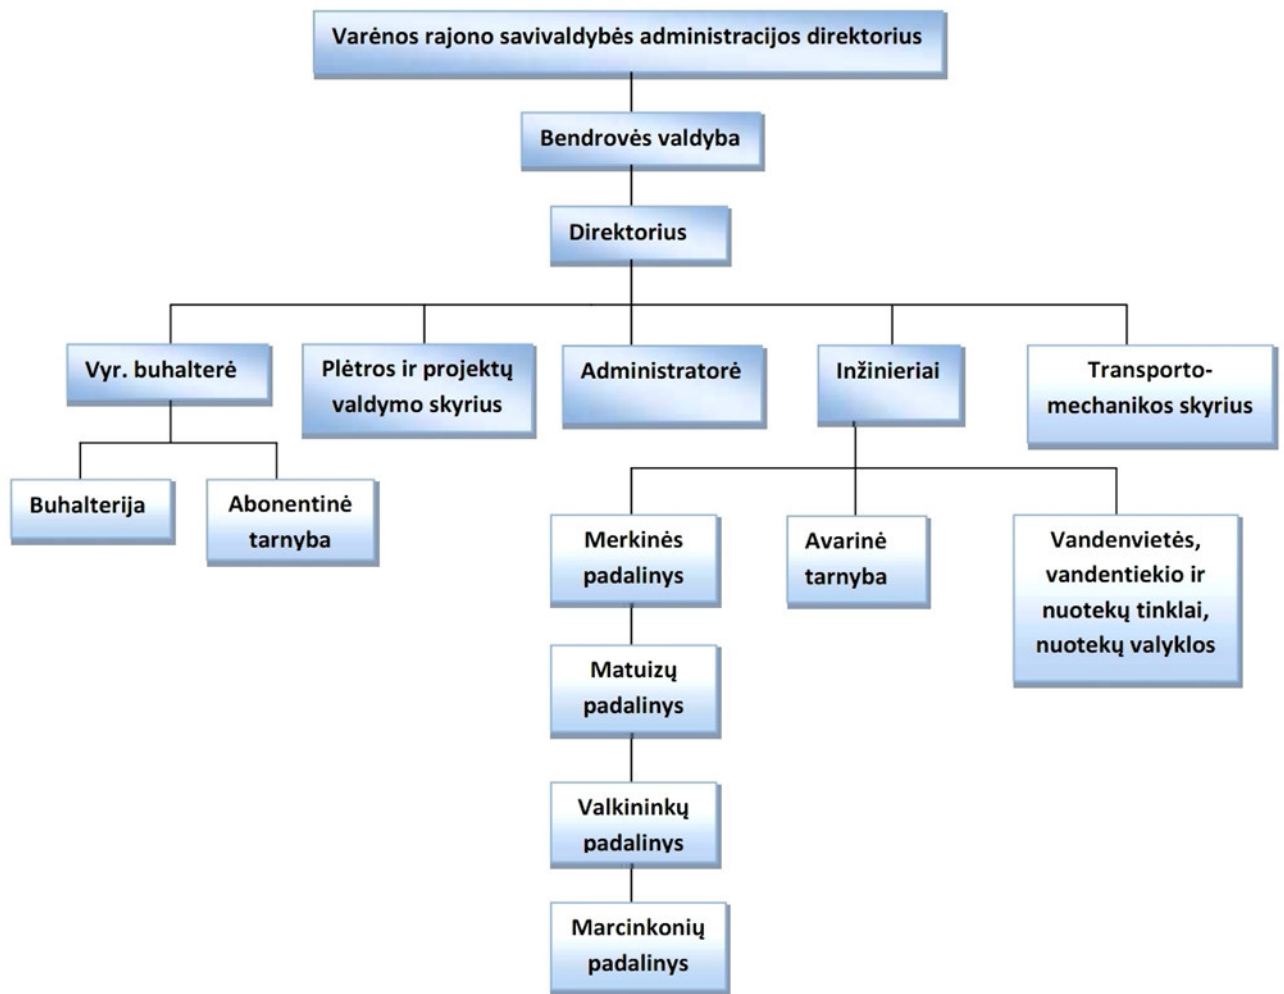 Varėnos rajono savivaldybės administracijos direktorius
Bendrovės valdyba
Direktorius
Vyr. buhalterė
Plėtros ir projektų
valdymo skyrius
Administratorė
Inžinieriai
Transporto-
mechanikos skyrius
Buhalterija
Abonentinė
tarnyba
Merkinės
padalinys
Avarinė
tarnyba
Vandenvietės,
vandentiekio ir
nuotekų tinklai,
nuotekų valyklos
Matuizų
padalinys
Valkininkų
padalinys
Marcinkonių
padalinys